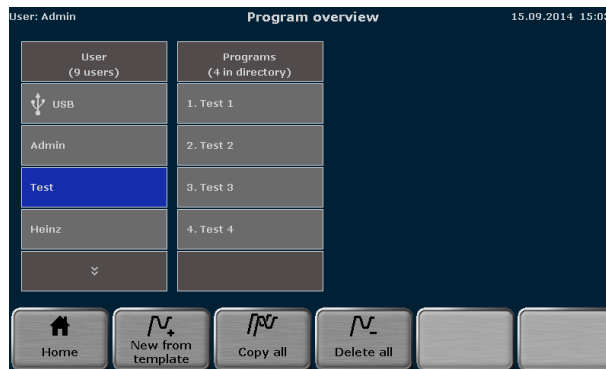 User: Admin
Program overview
15.09.2014 15:03
User
(9 users)
Programs
(4 in directory)
USB
1. Test 1
Admin
2. Test 2
Test
3. Test 3
Heinz
4. Test 4
Home
New from
template
Copy all
Delete all